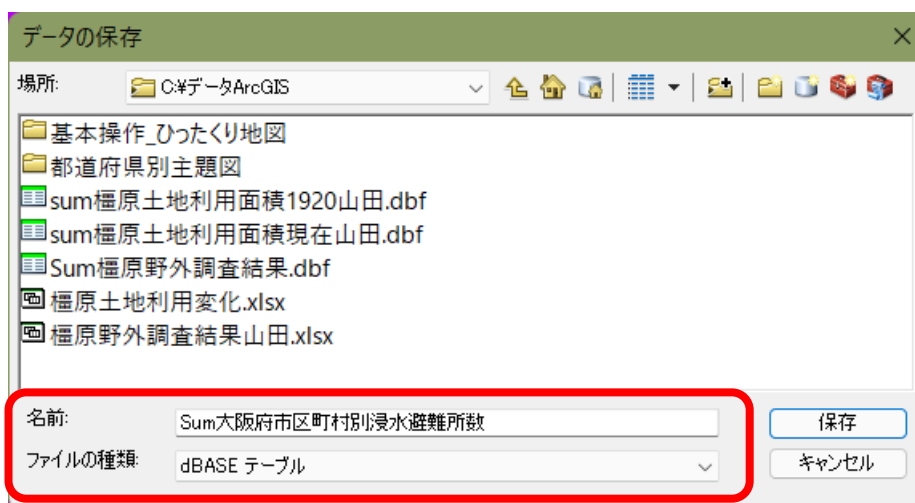 データの保存
場所: C:¥データArcGIS
基本操作_ひったくり地図
都道府県別主題図
sum橿原土地利用面積1920山田.dbf
sum橿原土地利用面積現在山田.dbf
Sum橿原野外調査結果.dbf
橿原土地利用変化.xlsx
橿原野外調査結果山田.xlsx
名前: Sum大阪府市区町村別浸水避難所数 保存
ファイルの種類: dBASE テーブル キャンセル